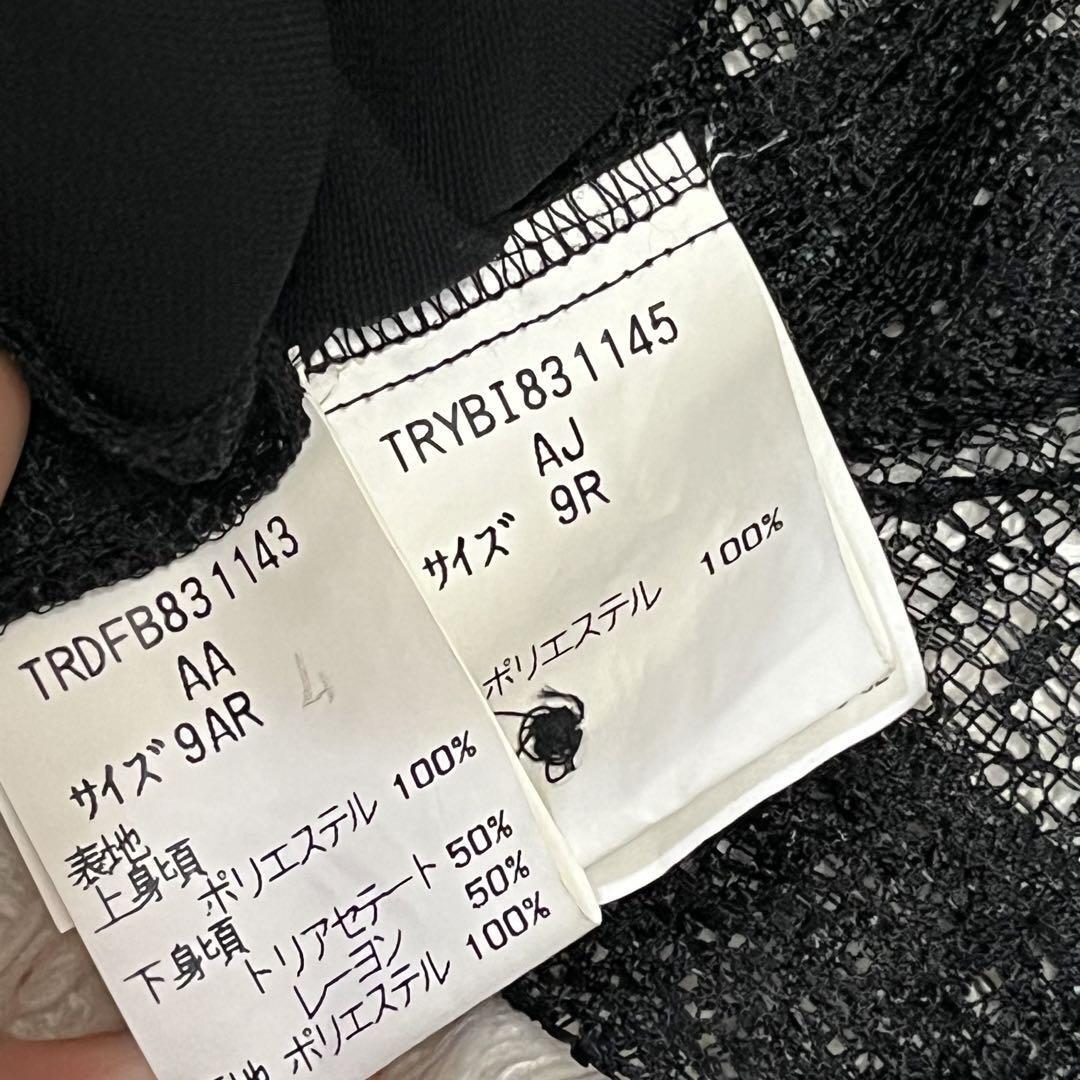 TRYBI831145
AJ
サイズ 9R
ポリエステル 100%
TRDFB831143
AA
サイズ 9AR
4
表地
上身頃
ポリエステル 100%
下身頃
トリアセテート 50%
レーヨン 50%
ポリエステル 100%